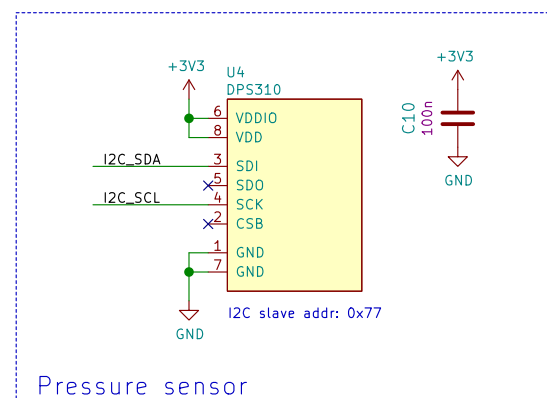 +3V3
U4
DPS310
6 VDDIO
8 VDD
I2C_SDA
3 SDI
5 SDO
I2C_SCL
4 SCK
2 CSB
1 GND
7 GND
GND
I2C slave addr: 0x77
+3V3
C10
100n
GND
Pressure sensor